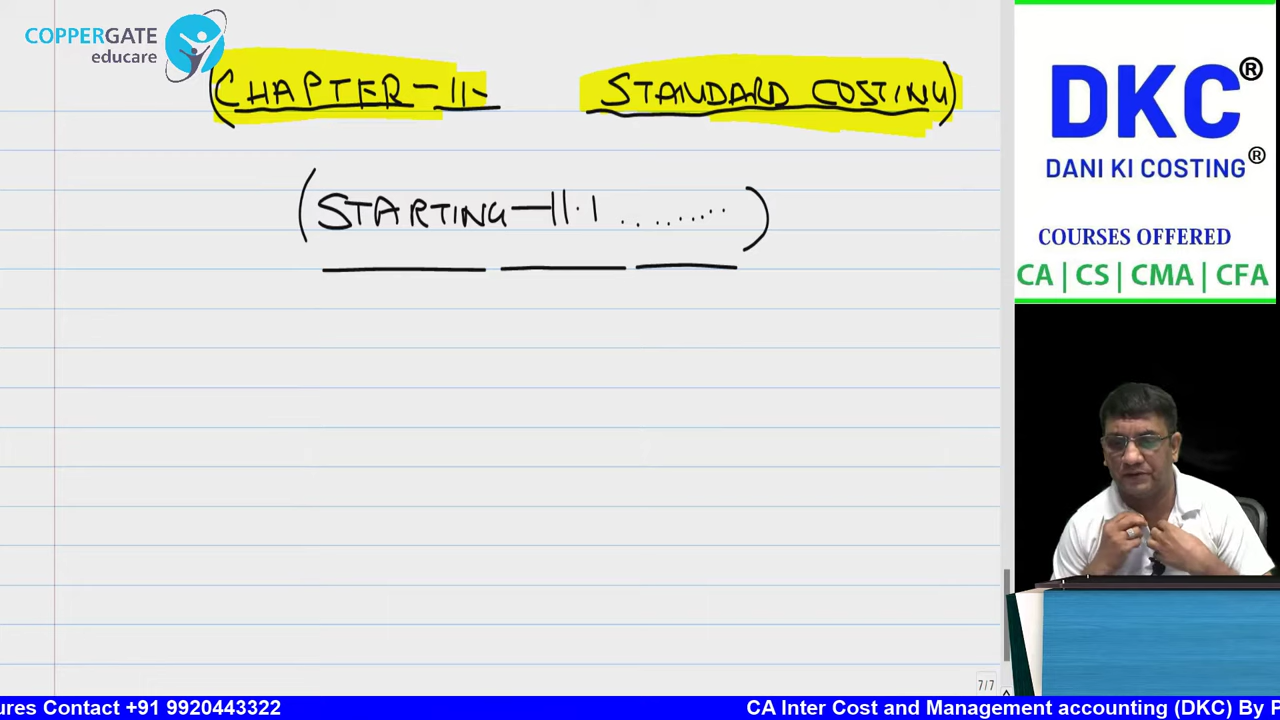 COPPERGATE
educare
(CHAPTER-11- STANDARD COSTING)
(STARTING-11.1 .........)
DKC®
DANI KI COSTING®
COURSES OFFERED
CA | CS | CMA | CFA
7/7
ures Contact +91 9920443322 CA Inter Cost and Management accounting (DKC) By P